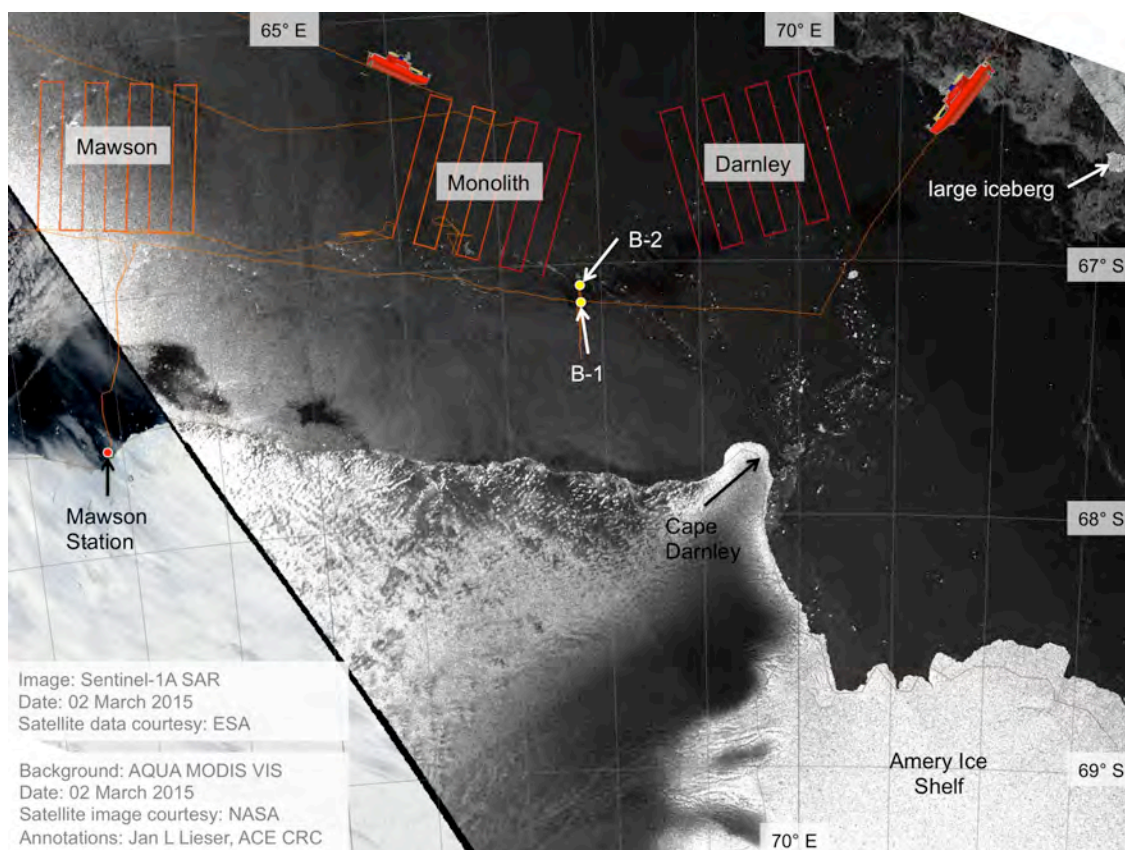 65° E
70° E
Mawson
Monolith
Darnley
large iceberg
B-2
67° S
B-1
Mawson
Station
Cape
Darnley
68° S
Image: Sentinel-1A SAR
Date: 02 March 2015
Satellite data courtesy: ESA
Background: AQUA MODIS VIS
Date: 02 March 2015
Satellite image courtesy: NASA
Annotations: Jan L Lieser, ACE CRC
Amery Ice
Shelf
69° S
70° E